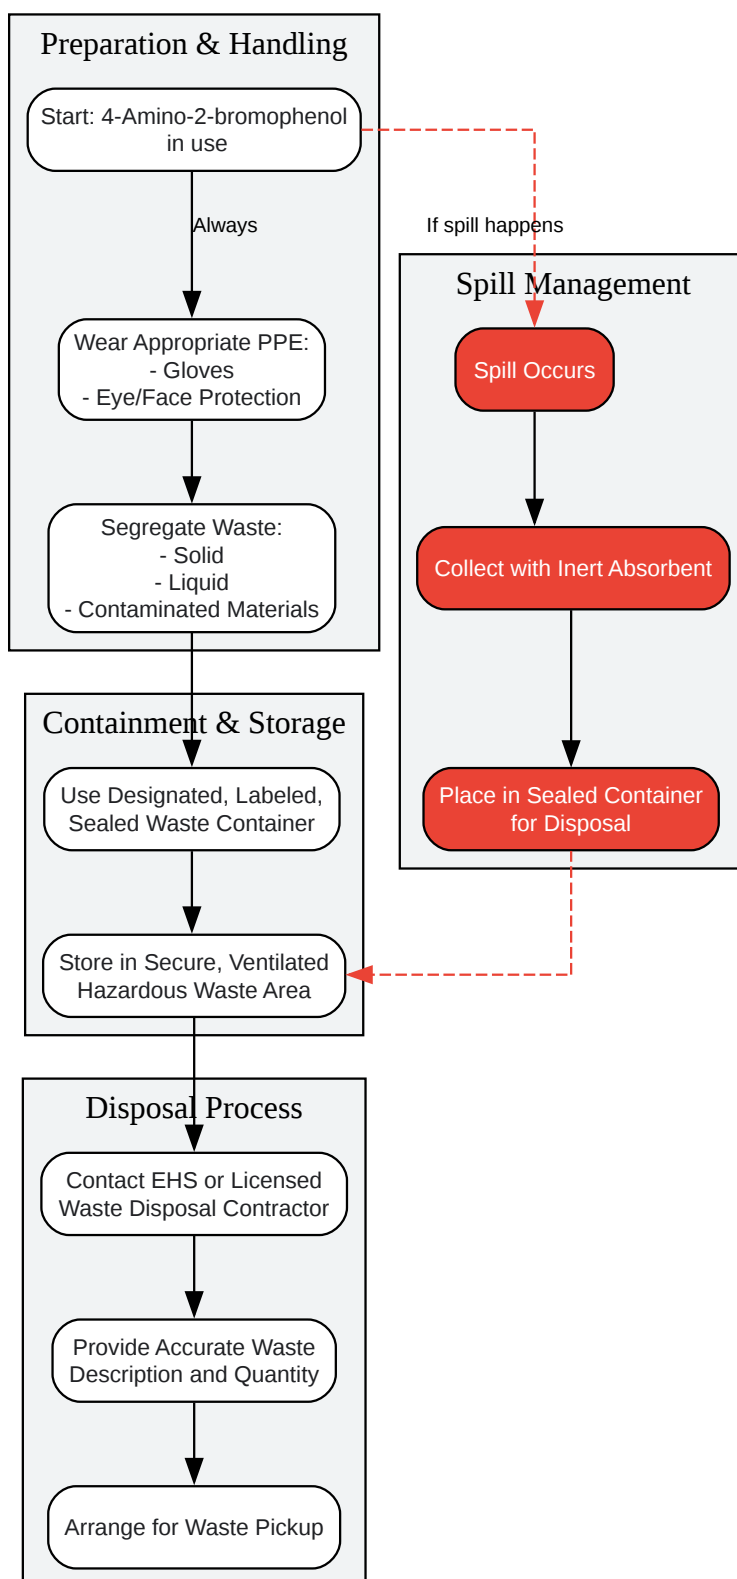 Preparation & Handling
Start: 4-Amino-2-bromophenol
in use
Always
If spill happens
Wear Appropriate PPE:
- Gloves
- Eye/Face Protection
Segregate Waste:
- Solid
- Liquid
- Contaminated Materials
Spill Management
Spill Occurs
Collect with Inert Absorbent
Place in Sealed Container
for Disposal
Containment & Storage
Use Designated, Labeled,
Sealed Waste Container
Store in Secure, Ventilated
Hazardous Waste Area
Disposal Process
Contact EHS or Licensed
Waste Disposal Contractor
Provide Accurate Waste
Description and Quantity
Arrange for Waste Pickup